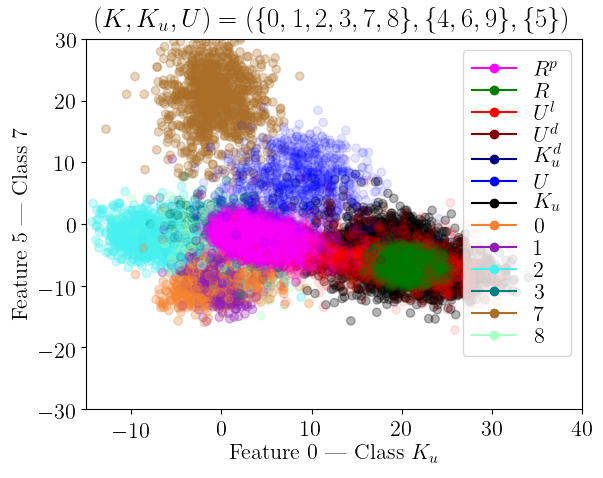 (K, K_u, U) = ({0, 1, 2, 3, 7, 8}, {4, 6, 9}, {5})
30
20
10
0
−10
−20
−30
Feature 5 — Class 7
R^p
R
U^l
U^d
K_u^d
U
K_u
0
1
2
3
7
8
−10
0
10
20
30
40
Feature 0 — Class K_u